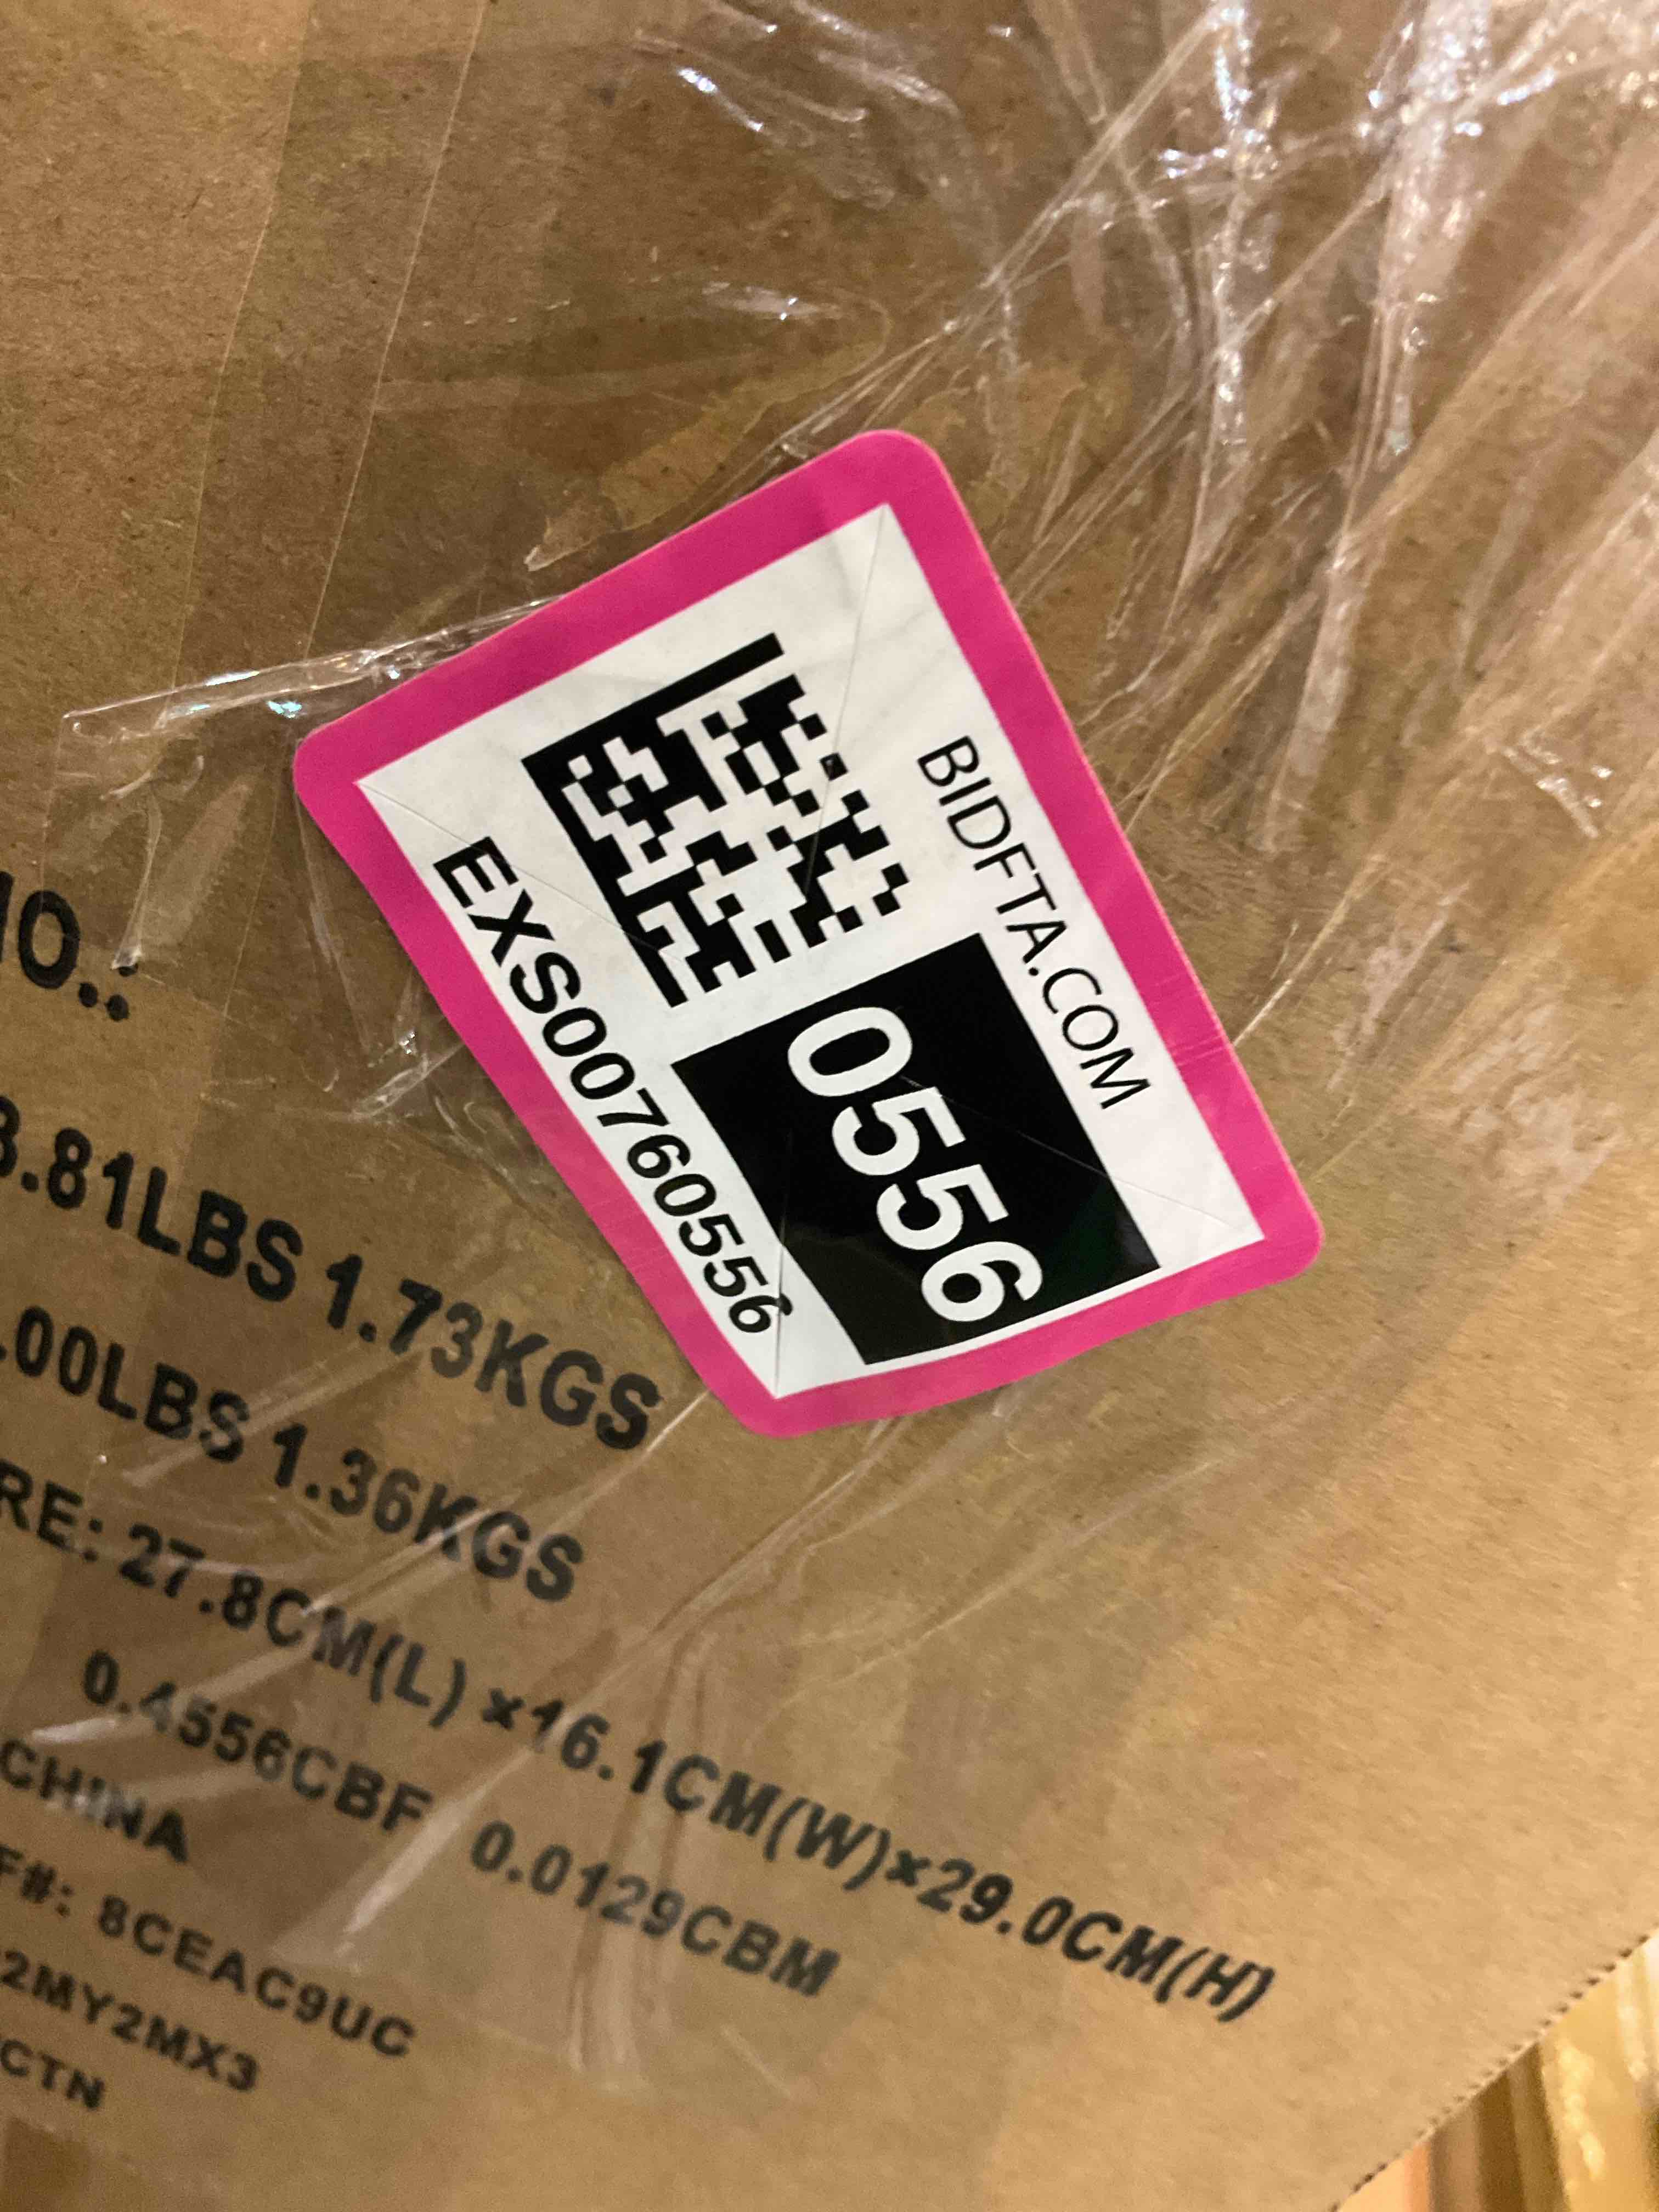 BIDFTA.COM
0556
EXS00760556
NO.:
3.81LBS 1.73KGS
.00LBS 1.36KGS
RE: 27.8CM(L) ×16.1CM(W)×29.0CM(H)
0.4556CBF 0.0129CBM
CHINA
F#: 8CEAC9UC
2MY2MX3
CTN